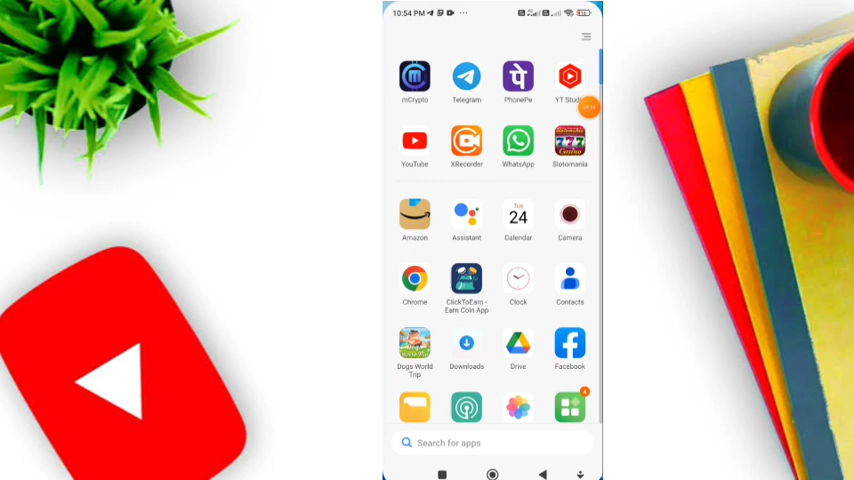 10:54 PM
mCrypto Telegram PhonePe YT Studio
YouTube XRecorder WhatsApp Slotomania
Tue
24
Amazon Assistant Calendar Camera
Chrome ClickToEarn - Earn Coin App Clock Contacts
Dogs World Trip Downloads Drive Facebook
Search for apps